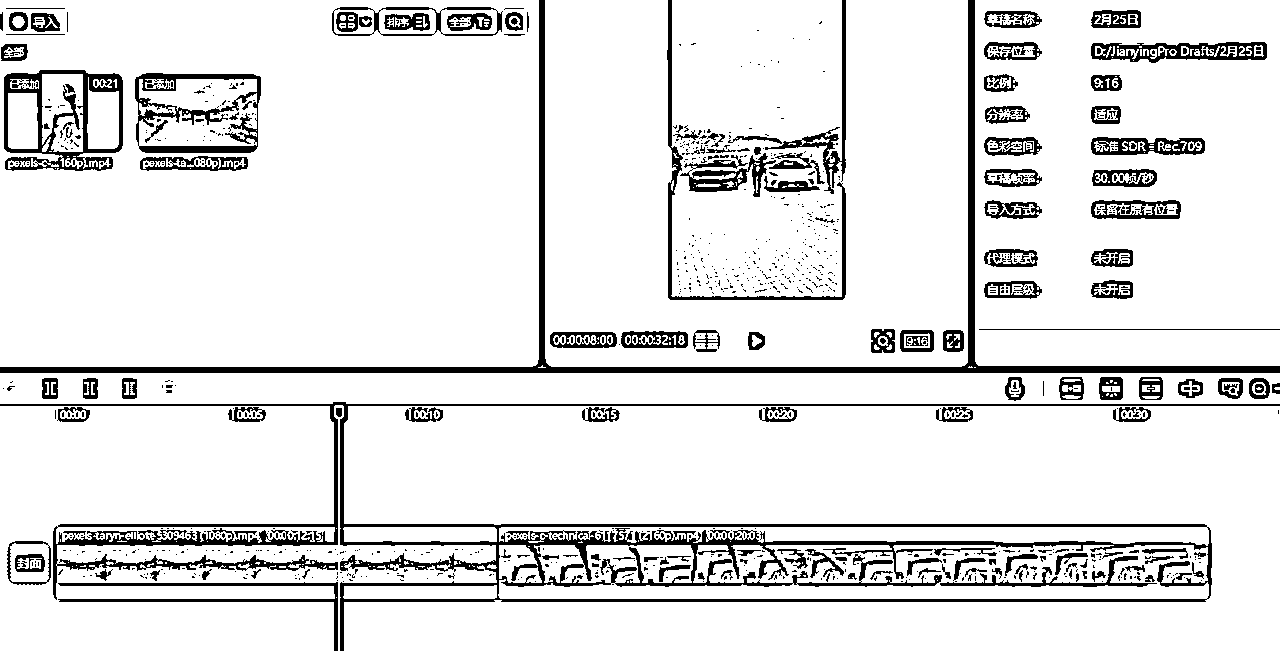 导入
排序
全部
全部
已添加
00:21
已添加
pexels-c-...160p).mp4
pexels-ta...080p).mp4
00:00:08:00
00:00:32:18
9:16
草稿名称:
2月25日
保存位置:
D:/JianyingPro Drafts/2月25日
比例:
9:16
分辨率:
适应
色彩空间:
标准 SDR - Rec.709
草稿帧率:
30.00帧/秒
导入方式:
保留在原有位置
代理模式:
未开启
自由层级:
未开启
00:00
00:05
00:10
00:15
00:20
00:25
00:30
封面
pexels-taryn-elliott-5309463 (1080p).mp4
00:00:12:15
(2160p).mp4
00:00:20:03